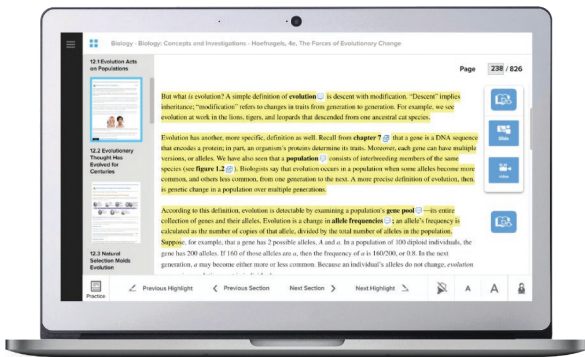 Biology - Biology: Concepts and Investigations - Hoefnagels, 4e, The Forces of Evolutionary Change
12.1 Evolution Acts
on Populations
12.2 Evolutionary
Thought Has
Evolved for
Centuries
12.3 Natural
Selection Molds
Evolution
Page 238 / 826
But what is evolution? A simple definition of evolution is descent with modification. "Descent" implies
inheritance; "modification" refers to changes in traits from generation to generation. For example, we see
evolution at work in the lions, tigers, and leopards that descended from one ancestral cat species.
Evolution has another, more specific, definition as well. Recall from chapter 7 that a gene is a DNA sequence
that encodes a protein; in part, an organism's proteins determine its traits. Moreover, each gene can have multiple
versions, or alleles. We have also seen that a population consists of interbreeding members of the same
species (see figure 1.2). Biologists say that evolution occurs in a population when some alleles become more
common, and others less common, from one generation to the next. A more precise definition of evolution, then,
is genetic change in a population over multiple generations.
According to this definition, evolution is detectable by examining a population's gene pool—its entire
collection of genes and their alleles. Evolution is a change in allele frequencies; an allele's frequency is
calculated as the number of copies of that allele, divided by the total number of alleles in the population.
Suppose, for example, that a gene has 2 possible alleles, A and a. In a population of 100 diploid individuals, the
gene has 200 alleles. If 160 of those alleles are a, then the frequency of a is 160/200, or 0.8. In the next
generation, a may become either more or less common. Because an individual's alleles do not change, evolution
Practice
Previous Highlight
Previous Section
Next Section
Next Highlight
A
A